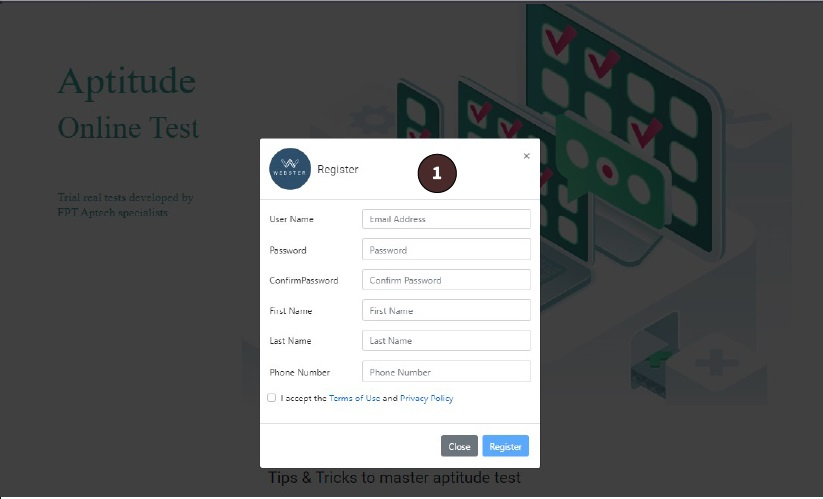 Aptitude
Online Test
Trial real tests developed by
FPT Aptech specialists
WEBSTER
Register
×
1
User Name
Email Address
Password
Password
ConfirmPassword
Confirm Password
First Name
First Name
Last Name
Last Name
Phone Number
Phone Number
I accept the Terms of Use and Privacy Policy
Close
Register
Tips & Tricks to master aptitude test